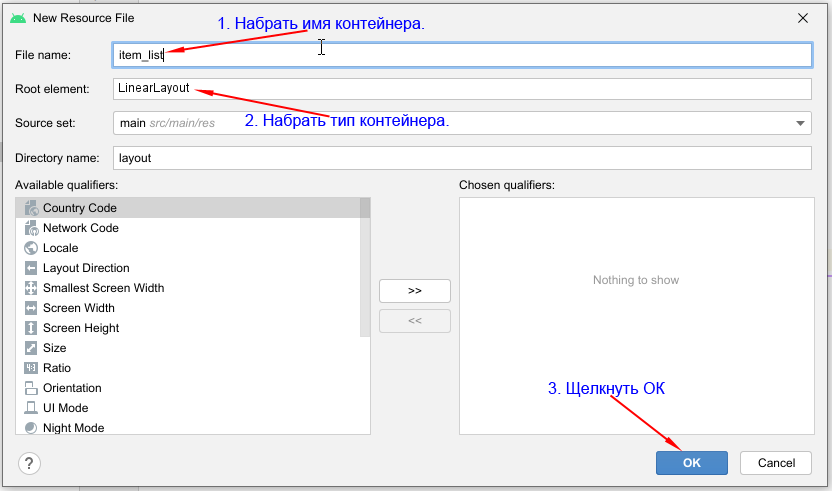 New Resource File
1. Набрать имя контейнера.
File name:
item_list
Root element:
LinearLayout
2. Набрать тип контейнера.
Source set:
main src/main/res
Directory name:
layout
Available qualifiers:
Chosen qualifiers:
Country Code
Network Code
Locale
Layout Direction
Smallest Screen Width
Screen Width
Screen Height
Size
Ratio
Orientation
UI Mode
Night Mode
>>
<<
Nothing to show
3. Щелкнуть ОК
?
OK
Cancel